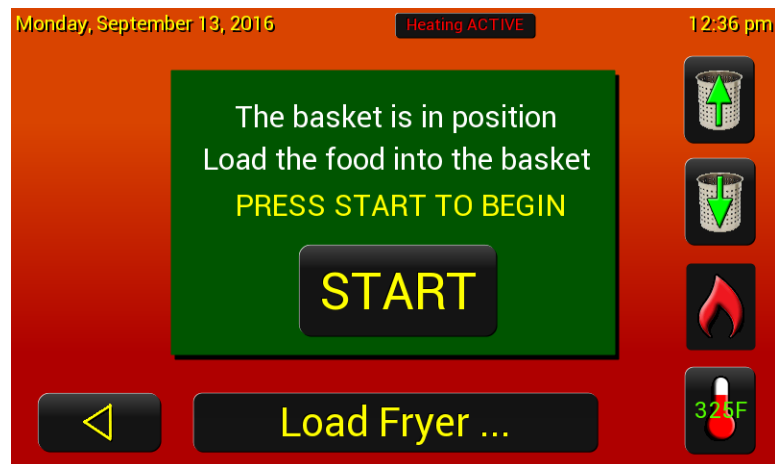 Monday, September 13, 2016
Heating ACTIVE
12:36 pm
The basket is in position
Load the food into the basket
PRESS START TO BEGIN
START
325F
Load Fryer ...